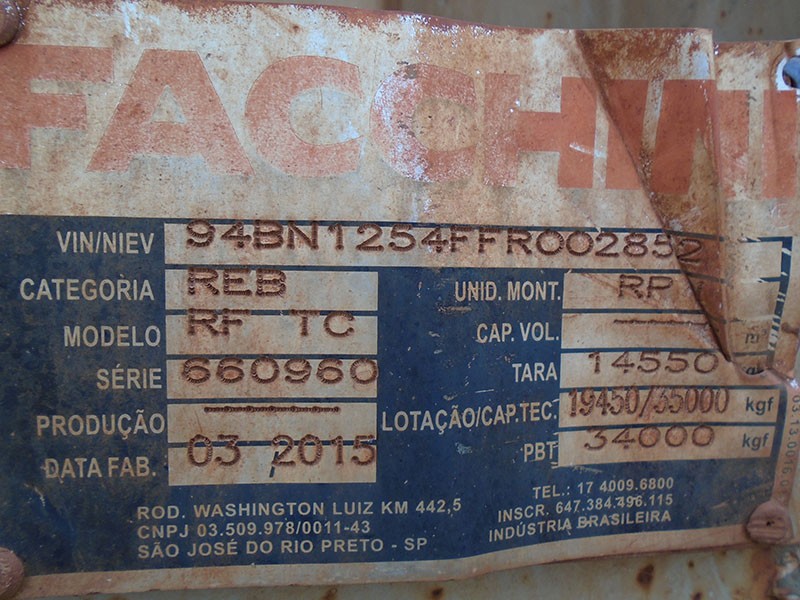 FACCHINI
VIN/NIEV 94BN1254FFR002852
CATEGORIA REB UNID. MONT. RP
MODELO RF TC CAP. VOL. ------ m³
SÉRIE 660960 TARA 14550
PRODUÇÃO ---------- LOTAÇÃO/CAP.TEC. 19450/35000 kgf
DATA FAB. 03 2015 PBT 34000 kgf
ROD. WASHINGTON LUIZ KM 442,5
CNPJ 03.509.978/0011-43
SÃO JOSÉ DO RIO PRETO - SP
TEL.: 17 4009.6800
INSCR. 647.384.496.115
INDÚSTRIA BRASILEIRA